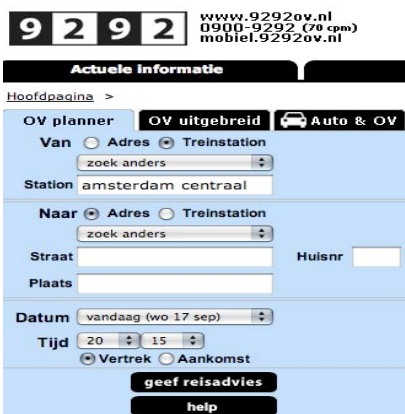 9292
www.9292ov.nl
0900-9292 (70 cpm)
mobiel.9292ov.nl
Actuele informatie
Hoofdpagina >
OV planner OV uitgebreid Auto & OV
Van Adres Treinstation
zoek anders
Station amsterdam centraal
Naar Adres Treinstation
zoek anders
Straat Huisnr
Plaats
Datum vandaag (wo 17 sep)
Tijd 20 15
Vertrek Aankomst
geef reisadvies
help